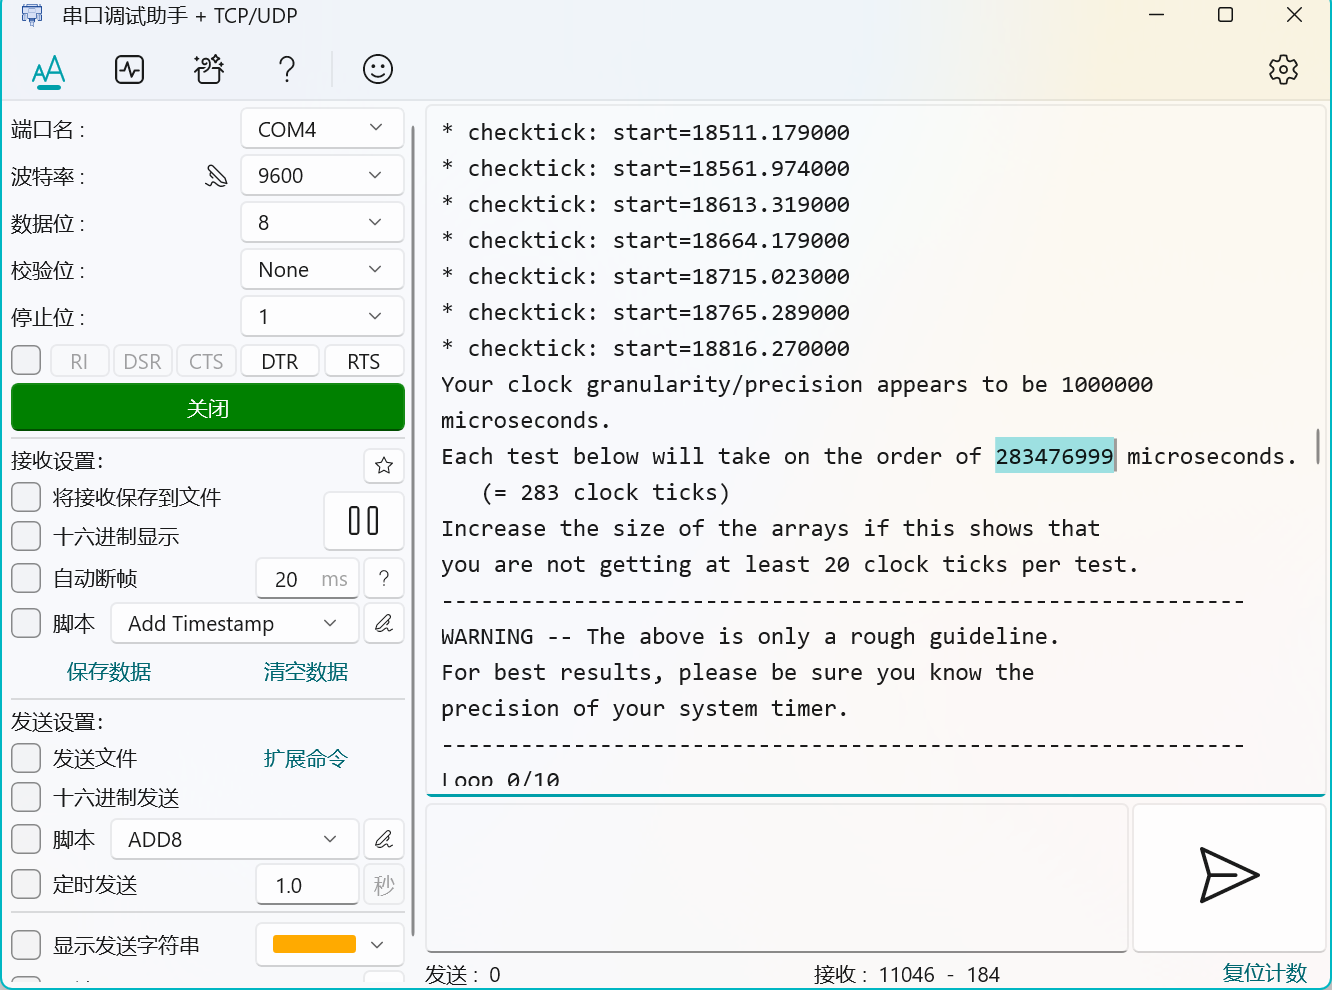 串口调试助手 + TCP/UDP
端口名 :
COM4
波特率 :
9600
数据位 :
8
校验位 :
None
停止位 :
1
RI DSR CTS DTR RTS
关闭
接收设置:
将接收保存到文件
十六进制显示
自动断帧
20 ms
?
脚本
Add Timestamp
保存数据
清空数据
发送设置:
发送文件
扩展命令
十六进制发送
脚本
ADD8
定时发送
1.0
秒
显示发送字符串
* checktick: start=18511.179000
* checktick: start=18561.974000
* checktick: start=18613.319000
* checktick: start=18664.179000
* checktick: start=18715.023000
* checktick: start=18765.289000
* checktick: start=18816.270000
Your clock granularity/precision appears to be 1000000
microseconds.
Each test below will take on the order of 283476999 microseconds.
(= 283 clock ticks)
Increase the size of the arrays if this shows that
you are not getting at least 20 clock ticks per test.
-------------------------------------------------------------
WARNING -- The above is only a rough guideline.
For best results, please be sure you know the
precision of your system timer.
-------------------------------------------------------------
Loop 0/10
发送 : 0
接收 : 11046 - 184
复位计数